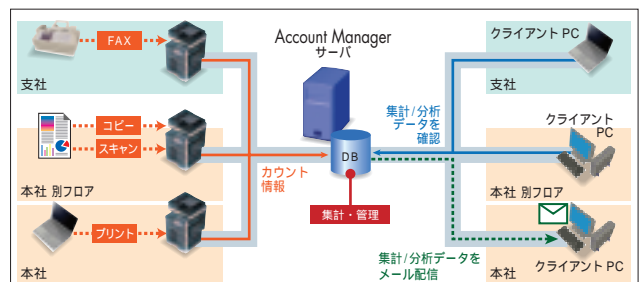 FAX
支社
コピー
スキャン
本社 別フロア
プリント
本社
Account Manager
サーバ
DB
カウント
情報
集計・管理
集計/分析
データを
確認
集計/分析データを
メール配信
クライアント PC
支社
クライアント
PC
本社 別フロア
本社
クライアント PC